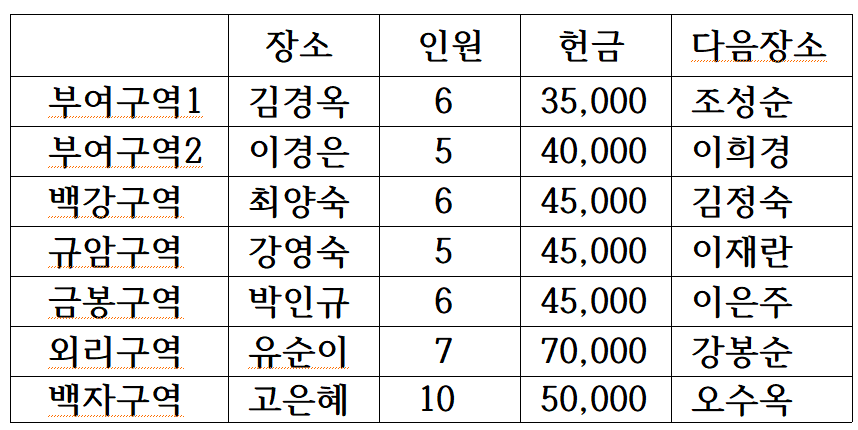 장소 인원 헌금 다음장소
부여구역1 김경옥 6 35,000 조성순
부여구역2 이경은 5 40,000 이희경
백강구역 최양숙 6 45,000 김정숙
규암구역 강영숙 5 45,000 이재란
금봉구역 박인규 6 45,000 이은주
외리구역 유순이 7 70,000 강봉순
백자구역 고은혜 10 50,000 오수옥